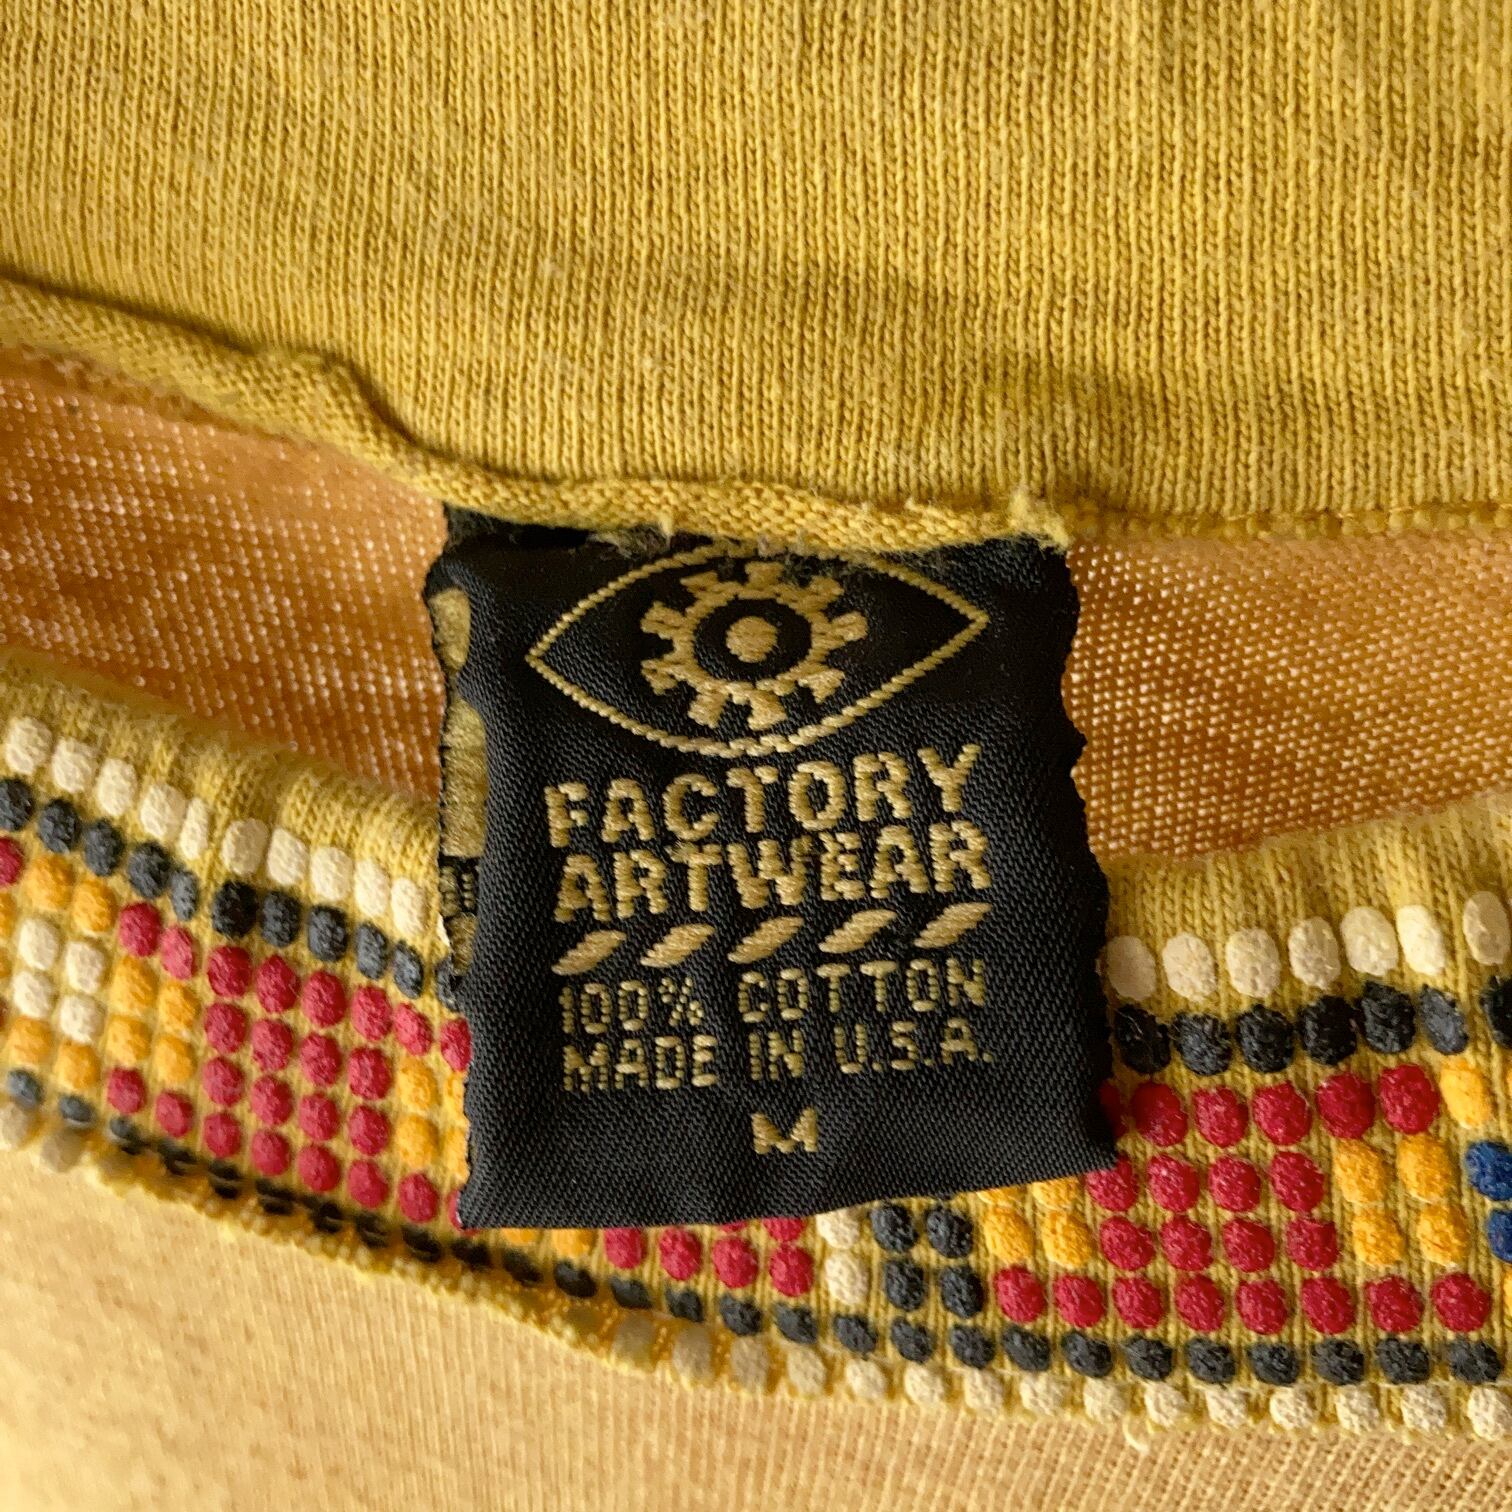 FACTORY
ARTWEAR
100% COTTON
MADE IN U.S.A.
M